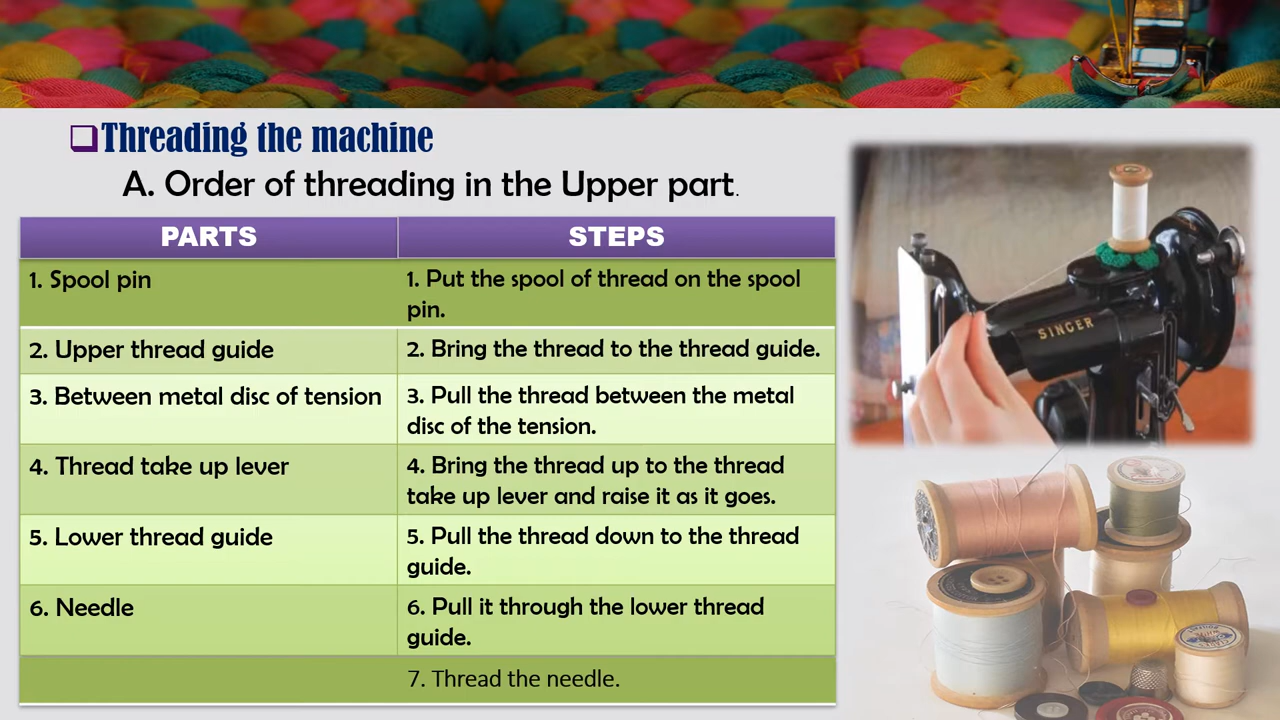 Threading the machine
A. Order of threading in the Upper part.
PARTS
STEPS
1. Spool pin
1. Put the spool of thread on the spool
pin.
2. Upper thread guide
2. Bring the thread to the thread guide.
3. Between metal disc of tension
3. Pull the thread between the metal
disc of the tension.
4. Thread take up lever
4. Bring the thread up to the thread
take up lever and raise it as it goes.
5. Lower thread guide
5. Pull the thread down to the thread
guide.
6. Needle
6. Pull it through the lower thread
guide.
7. Thread the needle.
SINGER